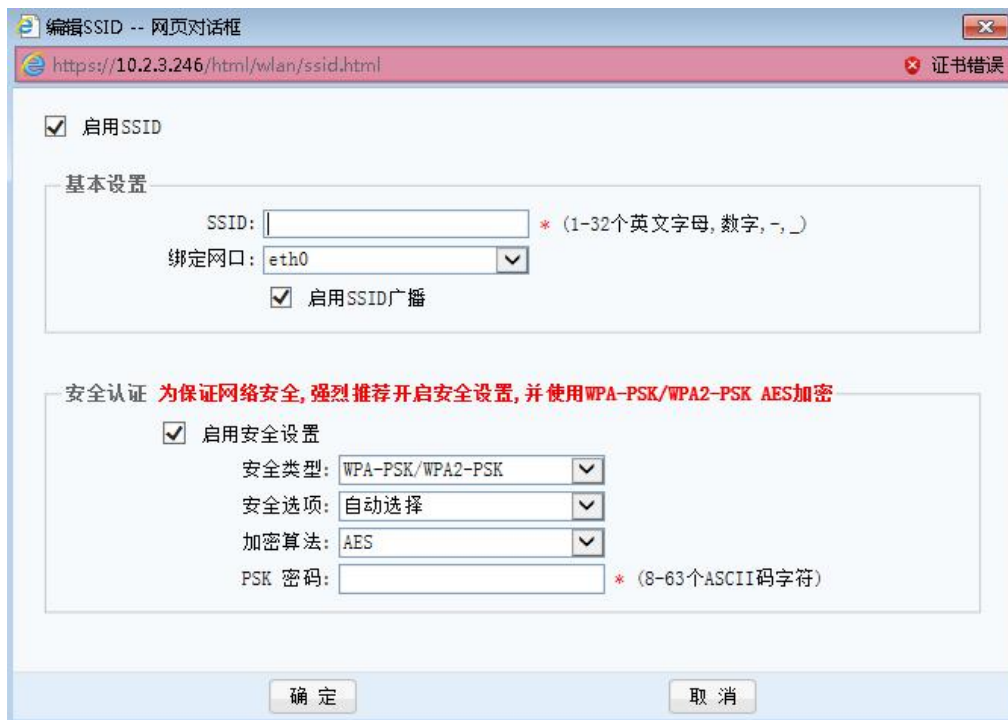 编辑SSID -- 网页对话框
https://10.2.3.246/html/wlan/ssid.html 证书错误
启用SSID
基本设置
SSID: * (1-32个英文字母,数字,-,_)
绑定网口: eth0
启用SSID广播
安全认证 为保证网络安全,强烈推荐开启安全设置,并使用WPA-PSK/WPA2-PSK AES加密
启用安全设置
安全类型: WPA-PSK/WPA2-PSK
安全选项: 自动选择
加密算法: AES
PSK 密码: * (8-63个ASCII码字符)
确 定 取 消